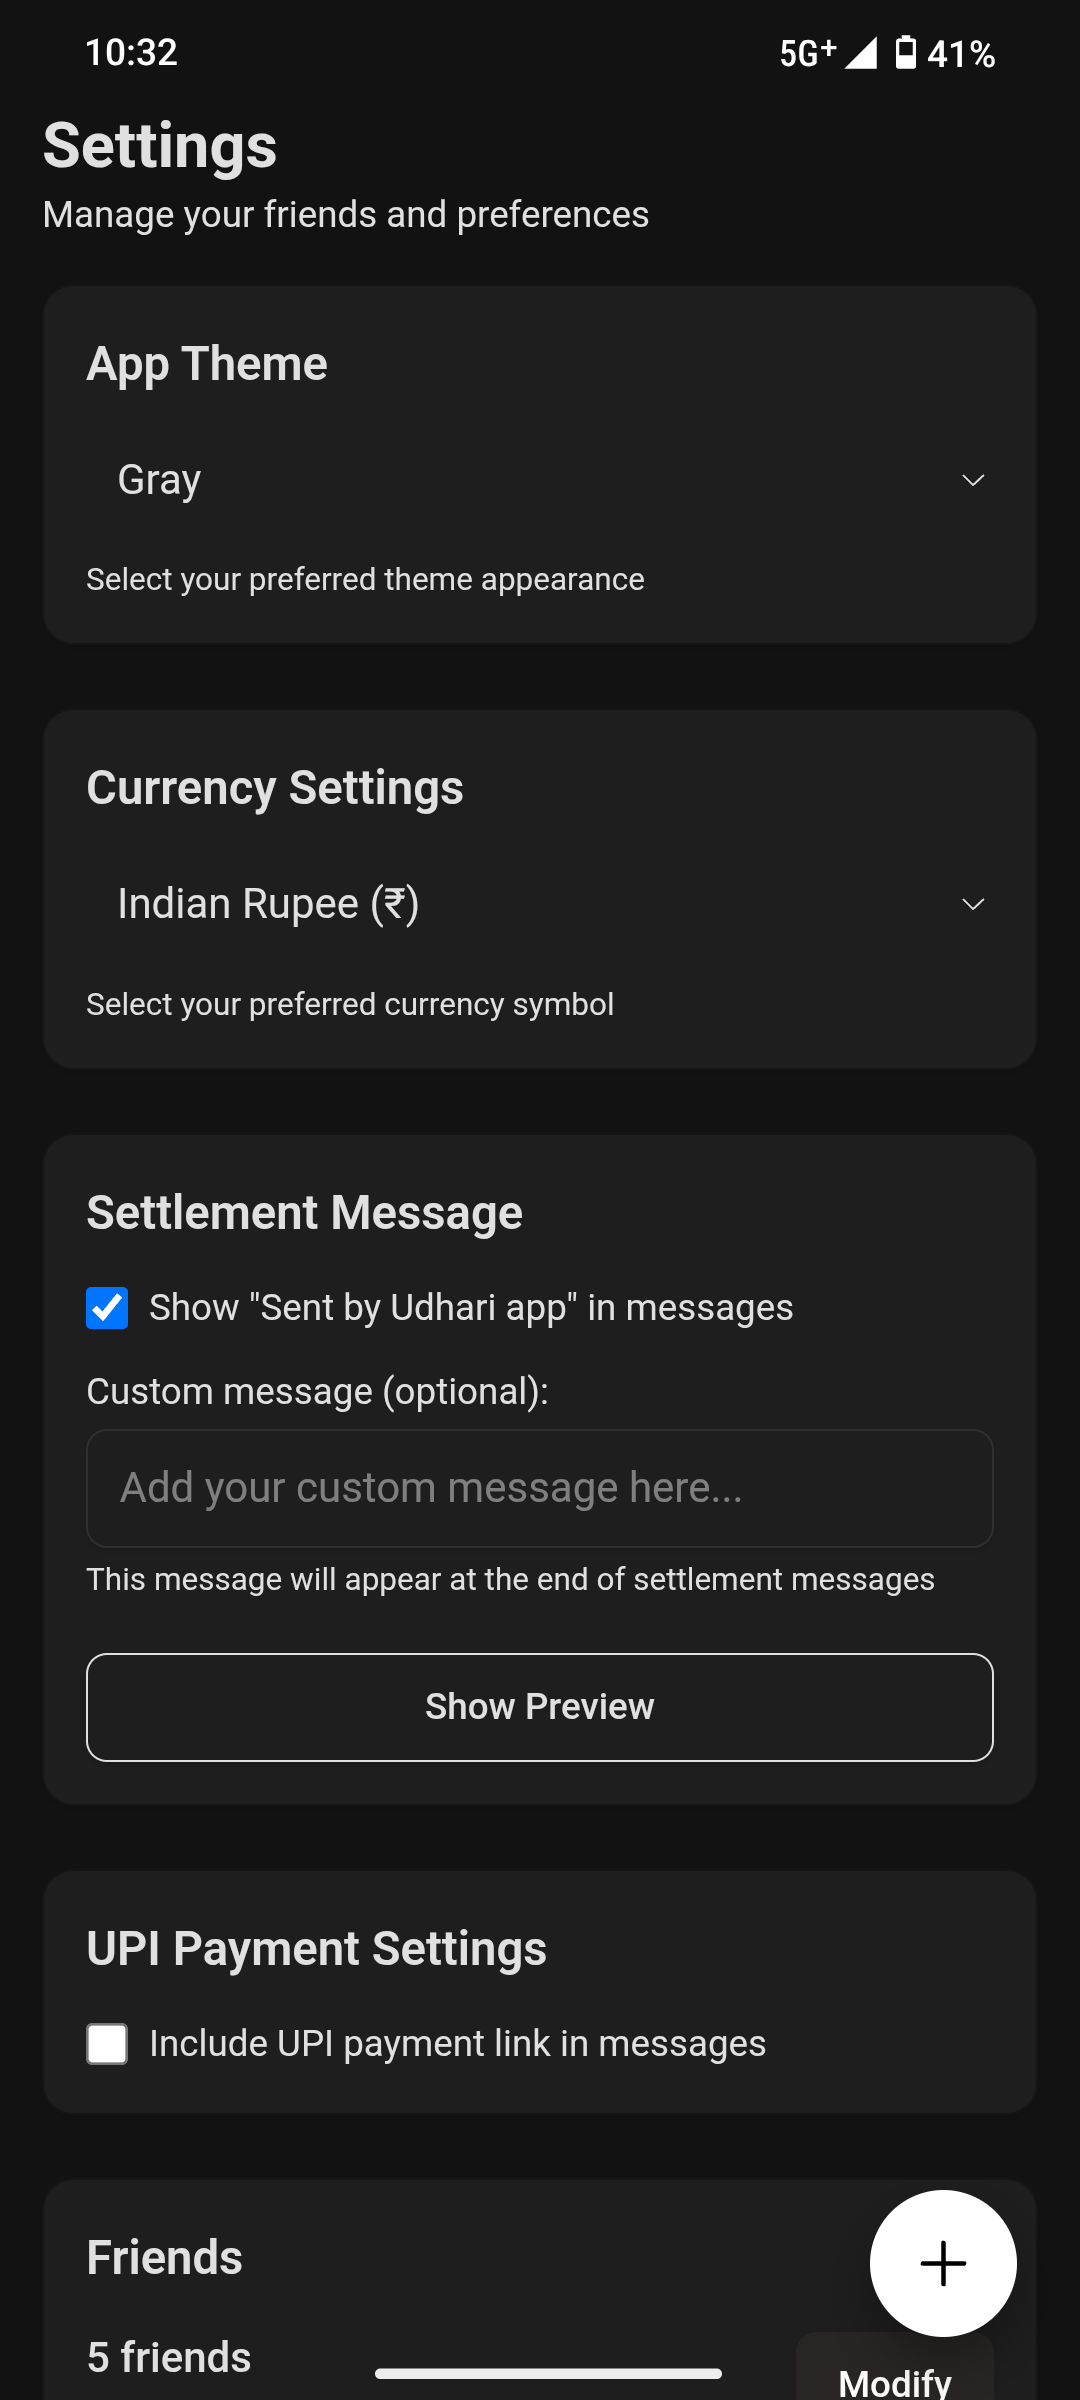 10:32
5G+ 41%
Settings
Manage your friends and preferences
App Theme
Gray
Select your preferred theme appearance
Currency Settings
Indian Rupee (₹)
Select your preferred currency symbol
Settlement Message
Show "Sent by Udhari app" in messages
Custom message (optional):
Add your custom message here...
This message will appear at the end of settlement messages
Show Preview
UPI Payment Settings
Include UPI payment link in messages
Friends
5 friends
Modify